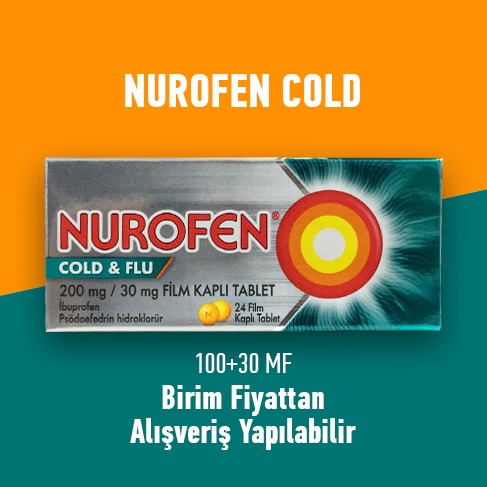 NUROFEN COLD
NUROFEN®
COLD & FLU
200 mg / 30 mg FİLM KAPLI TABLET
İbuprofen
Psödoefedrin hidroklorür
N
24 Film
Kaplı Tablet
100+30 MF
Birim Fiyattan
Alışveriş Yapılabilir